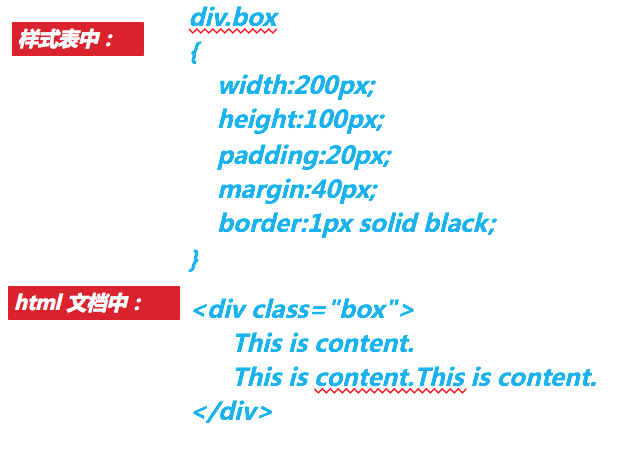 样式表中：
div.box
{
width:200px;
height:100px;
padding:20px;
margin:40px;
border:1px solid black;
}
html 文档中：
<div class="box">
This is content.
This is content.This is content.
</div>